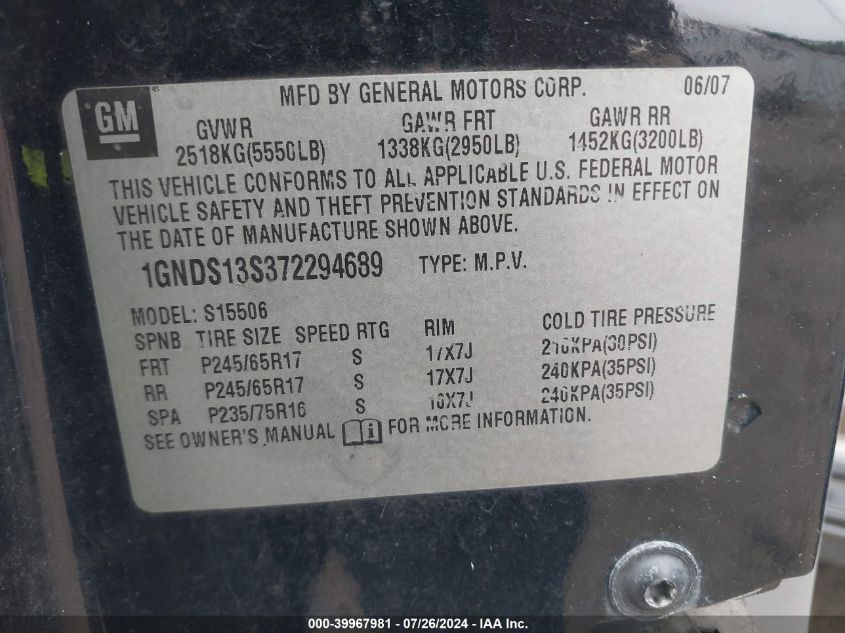 MFD BY GENERAL MOTORS CORP. 06/07
GM
GVWR GAWR FRT GAWR RR
2518KG(5550LB) 1338KG(2950LB) 1452KG(3200LB)
THIS VEHICLE CONFORMS TO ALL APPLICABLE U.S. FEDERAL MOTOR
VEHICLE SAFETY AND THEFT PREVENTION STANDARDS IN EFFECT ON
THE DATE OF MANUFACTURE SHOWN ABOVE.
1GNDS13S372294689 TYPE: M.P.V.
MODEL: S15506
SPNB TIRE SIZE SPEED RTG RIM COLD TIRE PRESSURE
FRT P245/65R17 S 17X7J 210KPA(30PSI)
RR P245/65R17 S 17X7J 240KPA(35PSI)
SPA P235/75R16 S 16X7J 240KPA(35PSI)
SEE OWNER'S MANUAL i FOR MORE INFORMATION.
000-39967981 - 07/26/2024 - IAA Inc.